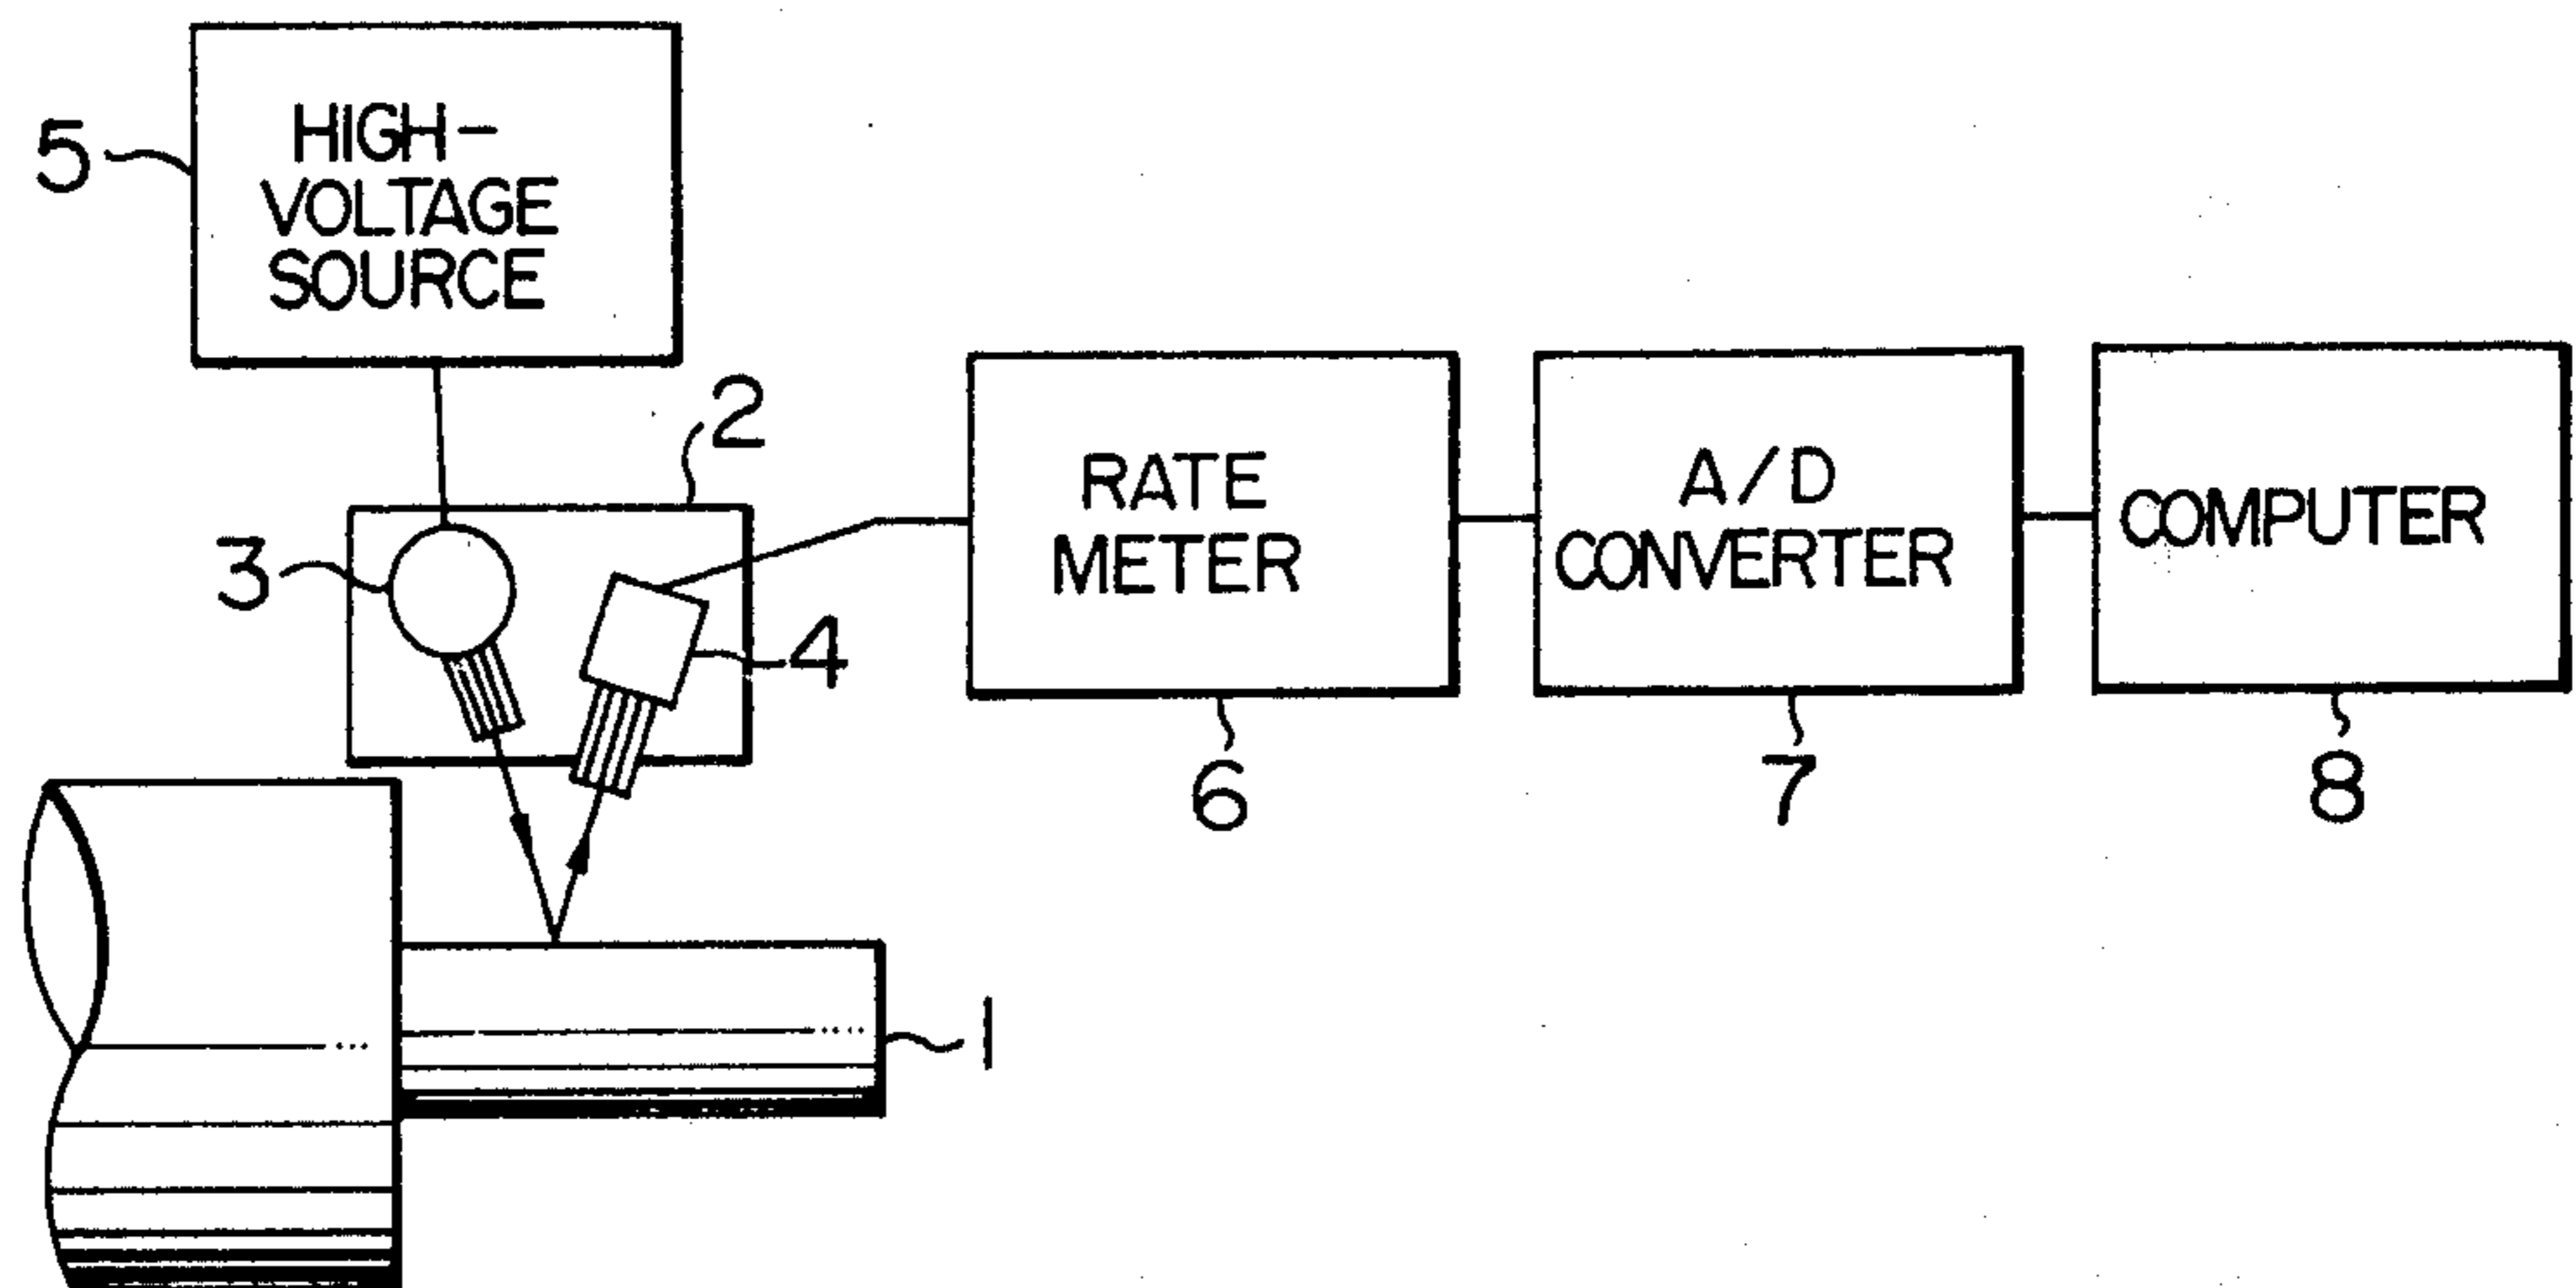 5
HIGH-
VOLTAGE
SOURCE
2
3
4
RATE
METER
6
A/D
CONVERTER
7
COMPUTER
8
1